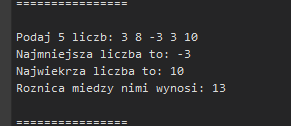 ================
Podaj 5 liczb: 3 8 -3 3 10
Najmniejsza liczba to: -3
Najwiekrza liczba to: 10
Roznica miedzy nimi wynosi: 13
================